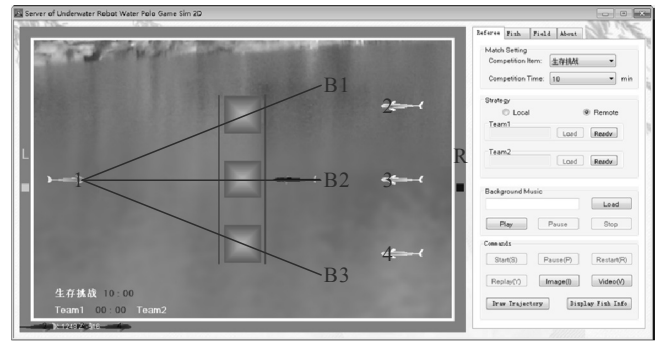 Server of Underwater Robot Water Polo Game Sim 2D
Referee Fish Field About
Match Setting
Competition Item: 生存挑战
Competition Time: 10 min
Strategy
Local Remote
Team1
Load Ready
Team2
Load Ready
Background Music
Load
Play Pause Stop
Commands
Start(S) Pause(P) Restart(R)
Replay(Y) Image(I) Video(V)
Draw Trajectory Display Fish Info
B1
2
L
1
B2
3
R
4
B3
生存挑战 10:00
Team1 00:00 Team2